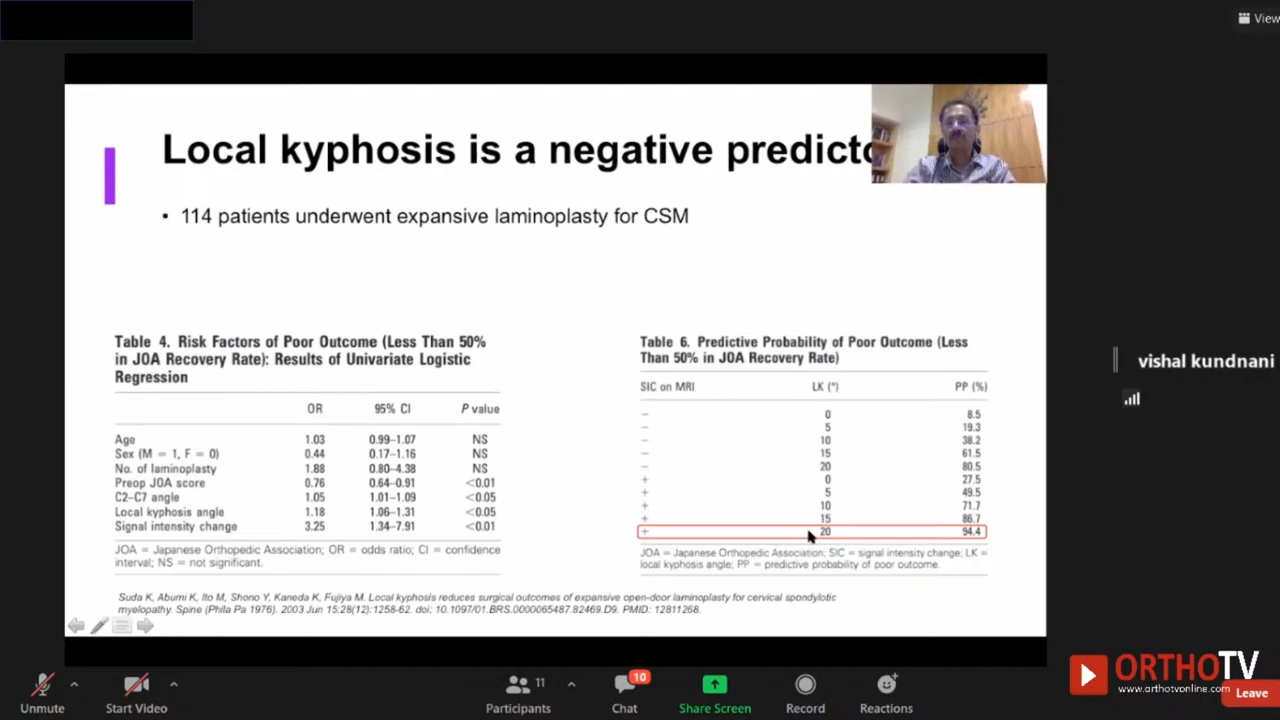 View
Local kyphosis is a negative predicto
• 114 patients underwent expansive laminoplasty for CSM
Table 4. Risk Factors of Poor Outcome (Less Than 50%
in JOA Recovery Rate): Results of Univariate Logistic
Regression
OR 95% CI P value
Age 1.03 0.99–1.07 NS
Sex (M = 1, F = 0) 0.44 0.17–1.16 NS
No. of laminoplasty 1.88 0.80–4.38 NS
Preop JOA score 0.76 0.64–0.91 <0.01
C2–C7 angle 1.05 1.01–1.09 <0.05
Local kyphosis angle 1.18 1.06–1.31 <0.05
Signal intensity change 3.25 1.34–7.91 <0.01
JOA = Japanese Orthopedic Association; OR = odds ratio; CI = confidence
interval; NS = not significant.
Table 6. Predictive Probability of Poor Outcome (Less
Than 50% in JOA Recovery Rate)
SIC on MRI LK (°) PP (%)
– 0 8.5
– 5 19.3
– 10 38.2
– 15 61.5
– 20 80.5
+ 0 27.5
+ 5 49.5
+ 10 71.7
+ 15 86.7
+ 20 94.4
JOA = Japanese Orthopedic Association; SIC = signal intensity change; LK =
local kyphosis angle; PP = predictive probability of poor outcome.
Suda K, Abumi K, Ito M, Shono Y, Kaneda K, Fujiya M. Local kyphosis reduces surgical outcomes of expansive open-door laminoplasty for cervical spondylotic
myelopathy. Spine (Phila Pa 1976). 2003 Jun 15;28(12):1258-62. doi: 10.1097/01.BRS.0000065487.82469.D9. PMID: 12811268.
vishal kundnani
Unmute
Start Video
11
Participants
10
Chat
Share Screen
Record
Reactions
ORTHOTV
www.orthotvonline.com
Leave